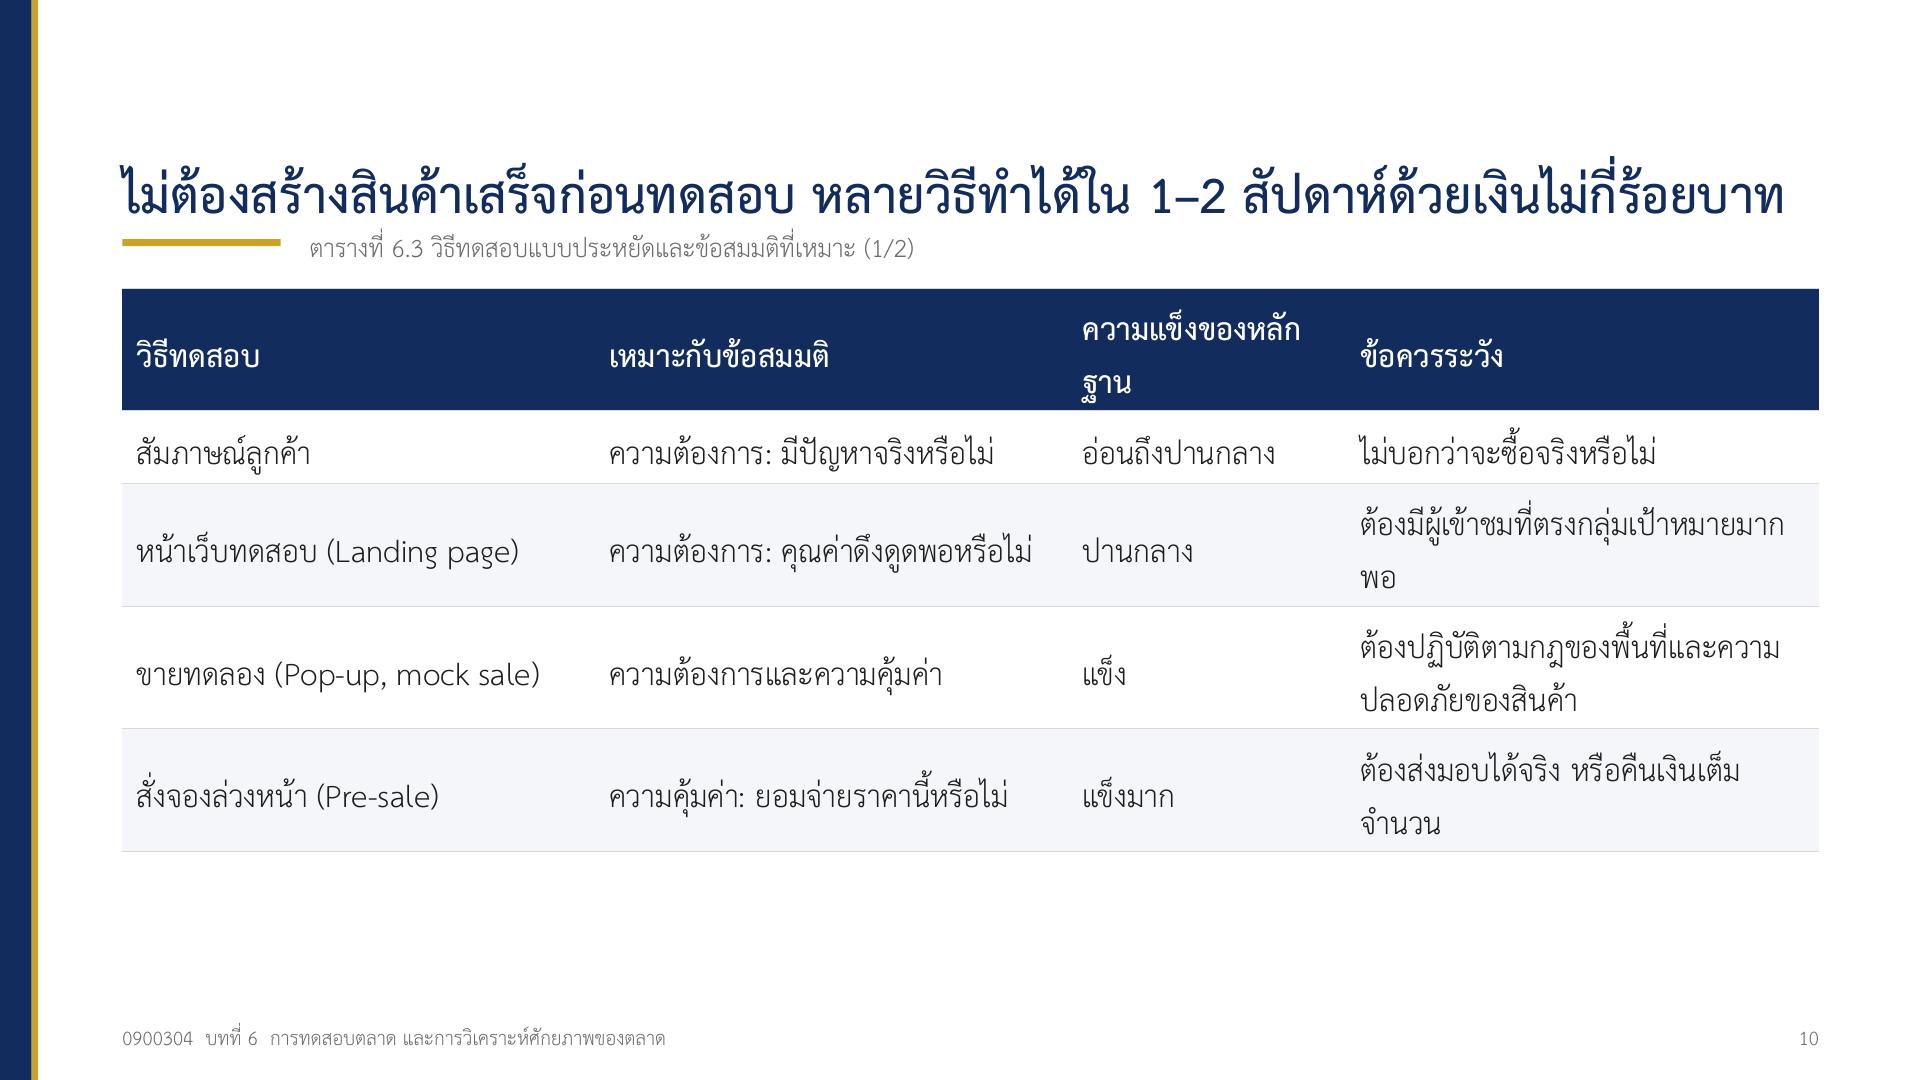 ไม่ต้องสร้างสินค้าเสร็จก่อนทดสอบ หลายวิธีทำได้ใน 1–2 สัปดาห์ด้วยเงินไม่กี่ร้อยบาท
ตารางที่ 6.3 วิธีทดสอบแบบประหยัดและข้อสมมติที่เหมาะ (1/2)
วิธีทดสอบ
เหมาะกับข้อสมมติ
ความแข็งของหลัก
ฐาน
ข้อควรระวัง
สัมภาษณ์ลูกค้า
ความต้องการ: มีปัญหาจริงหรือไม่
อ่อนถึงปานกลาง
ไม่บอกว่าจะซื้อจริงหรือไม่
หน้าเว็บทดสอบ (Landing page)
ความต้องการ: คุณค่าดึงดูดพอหรือไม่
ปานกลาง
ต้องมีผู้เข้าชมที่ตรงกลุ่มเป้าหมายมาก
พอ
ขายทดลอง (Pop-up, mock sale)
ความต้องการและความคุ้มค่า
แข็ง
ต้องปฏิบัติตามกฎของพื้นที่และความ
ปลอดภัยของสินค้า
สั่งจองล่วงหน้า (Pre-sale)
ความคุ้มค่า: ยอมจ่ายราคานี้หรือไม่
แข็งมาก
ต้องส่งมอบได้จริง หรือคืนเงินเต็ม
จำนวน
0900304 บทที่ 6 การทดสอบตลาด และการวิเคราะห์ศักยภาพของตลาด
10